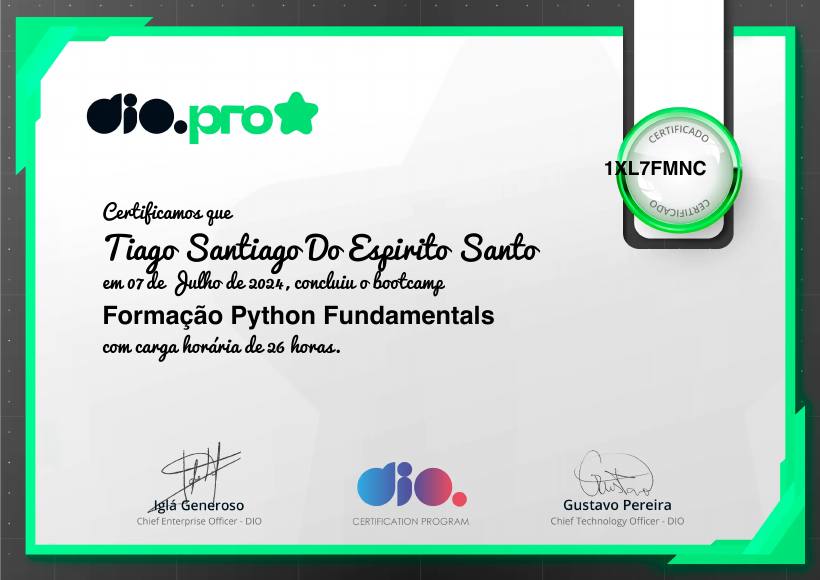 dio.pro
CERTIFICADO
1XL7FMNC
CERTIFICADO
Certificamos que
Tiago Santiago Do Espirito Santo
em 07 de Julho de 2024, concluiu o bootcamp
Formação Python Fundamentals
com carga horária de 26 horas.
Iglá Generoso
Chief Enterprise Officer - DIO
dio.
CERTIFICATION PROGRAM
Gustavo
Gustavo Pereira
Chief Technology Officer - DIO